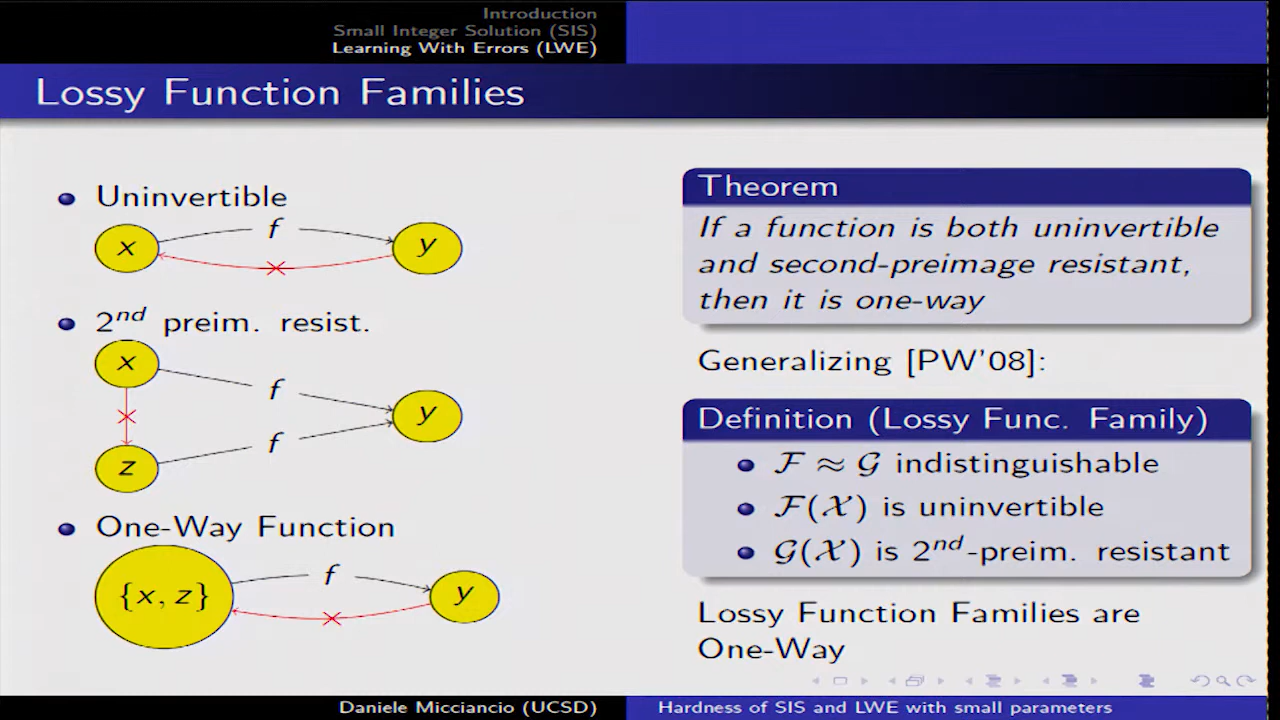 Introduction
Small Integer Solution (SIS)
Learning With Errors (LWE)
Lossy Function Families
Uninvertible
x f y
2nd preim. resist.
x
f
y
f
z
One-Way Function
{x, z} f y
Theorem
If a function is both uninvertible
and second-preimage resistant,
then it is one-way
Generalizing [PW'08]:
Definition (Lossy Func. Family)
F ≈ G indistinguishable
F(X) is uninvertible
G(X) is 2nd-preim. resistant
Lossy Function Families are
One-Way
Daniele Micciancio (UCSD)
Hardness of SIS and LWE with small parameters